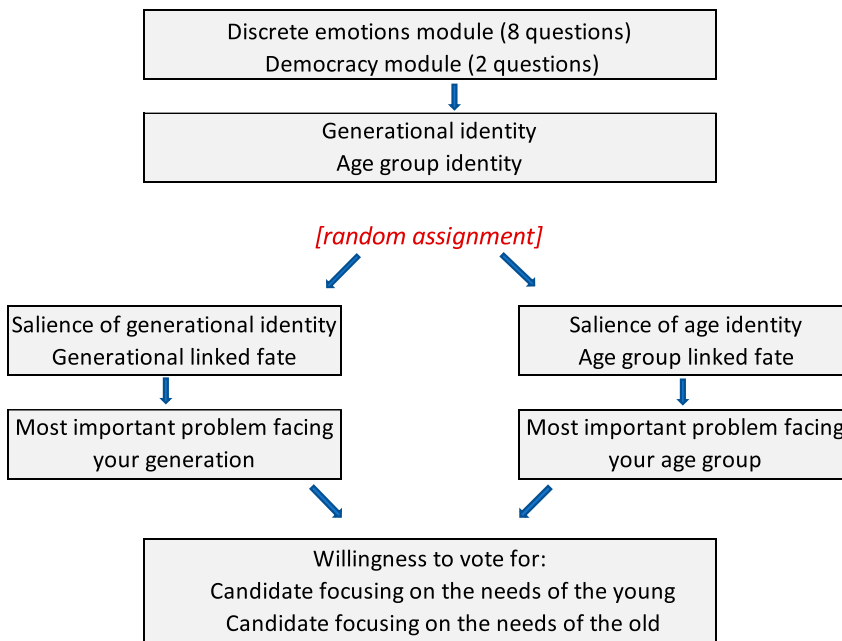 Discrete emotions module (8 questions)
Democracy module (2 questions)
Generational identity
Age group identity
[random assignment]
Salience of generational identity
Generational linked fate
Salience of age identity
Age group linked fate
Most important problem facing
your generation
Most important problem facing
your age group
Willingness to vote for:
Candidate focusing on the needs of the young
Candidate focusing on the needs of the old